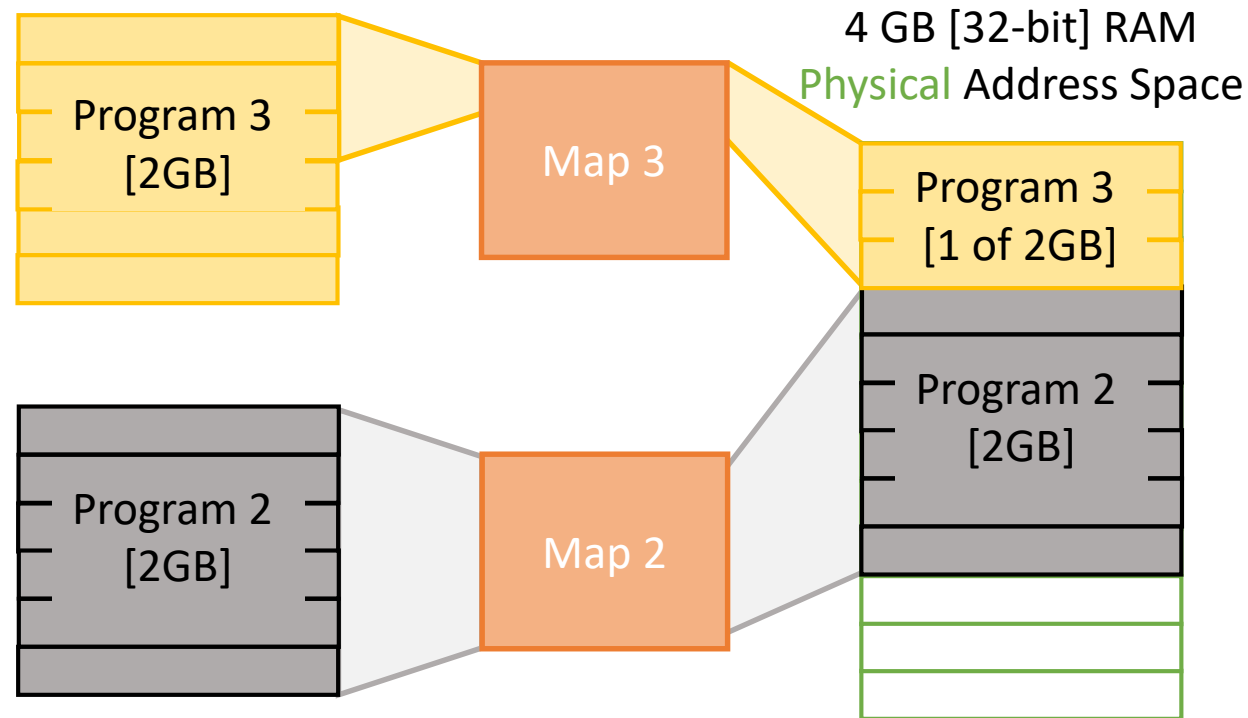 4 GB [32-bit] RAM
Physical Address Space
Program 3
[2GB]
Map 3
Program 3
[1 of 2GB]
Program 2
[2GB]
Map 2
Program 2
[2GB]